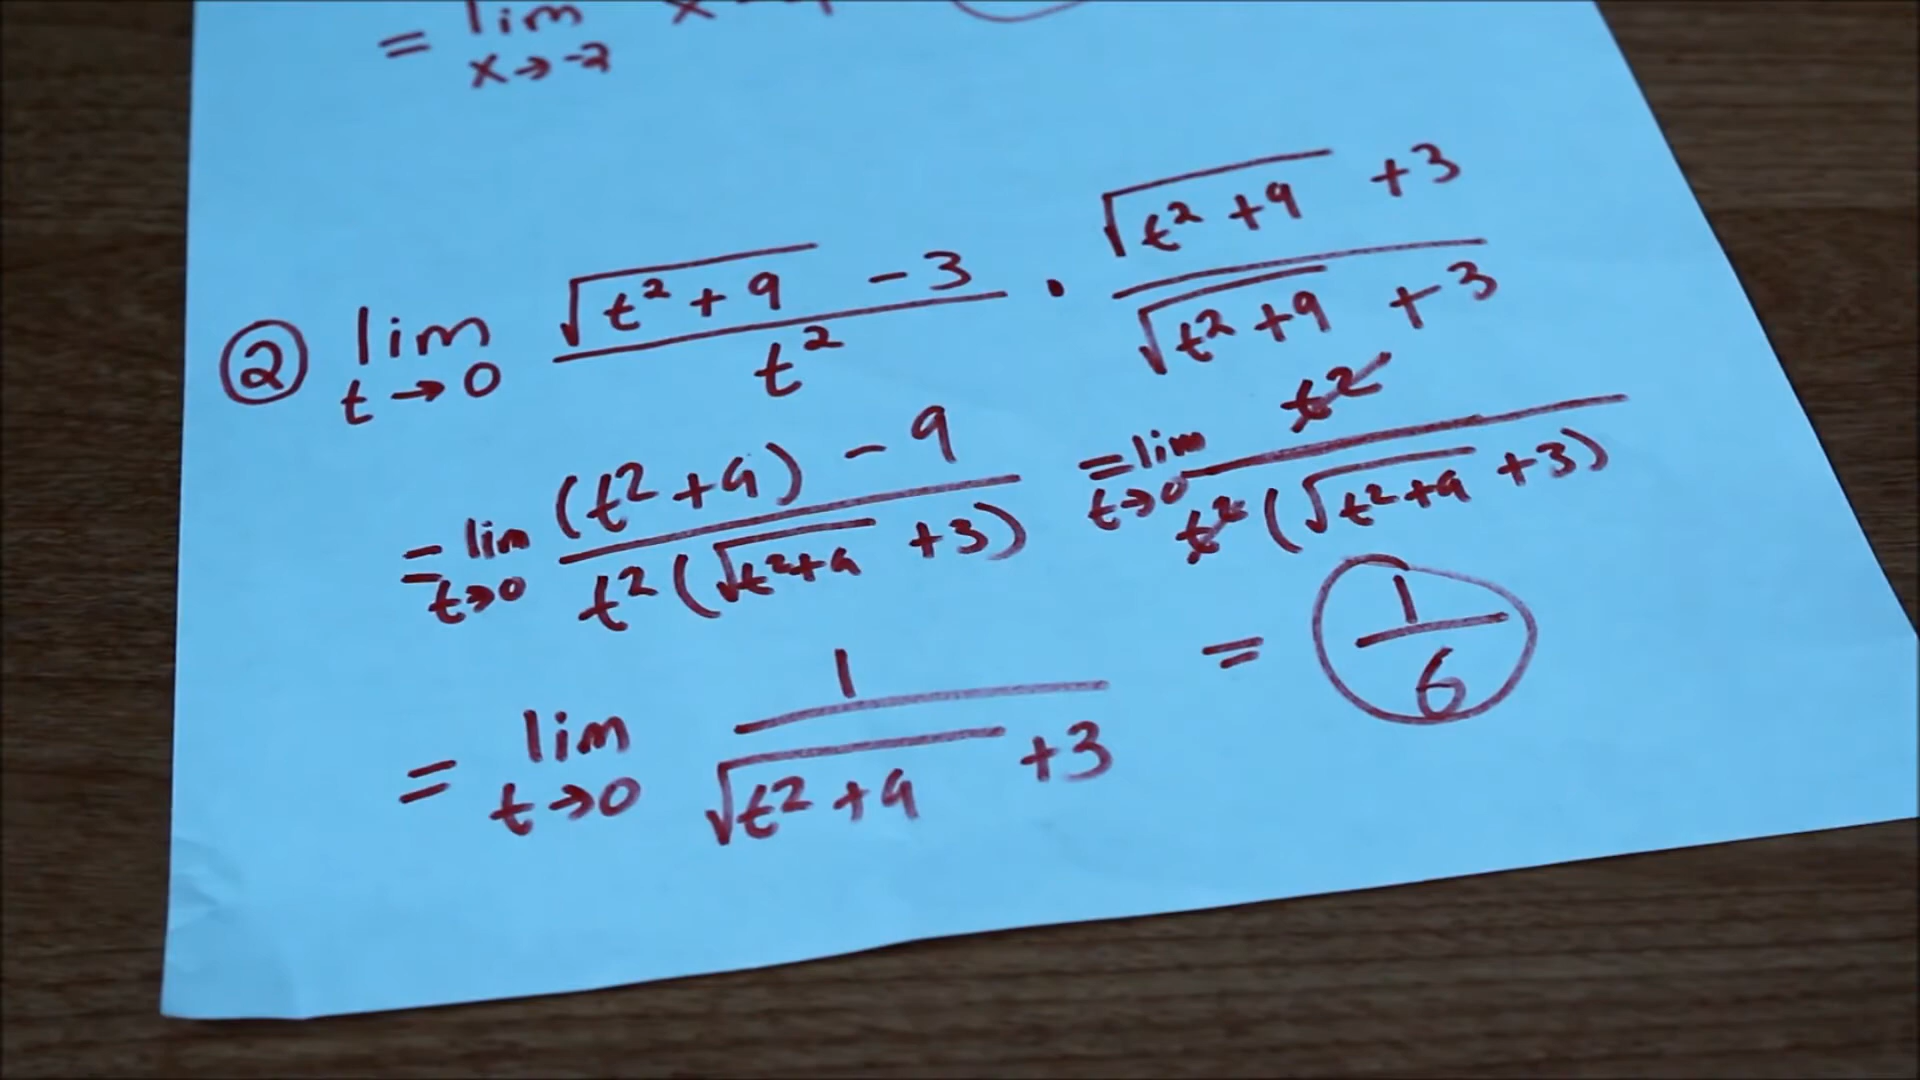 = lim
x→-2
② lim t→0 (√(t²+9) - 3)/t² · (√(t²+9) +3)/(√(t²+9) +3)
= lim t→0 ((t²+9) - 9)/(t²(√(t²+9) +3)) = lim t→0 t²/(t²(√(t²+9) +3))
= lim t→0 1/(√(t²+9) +3) = 1/6